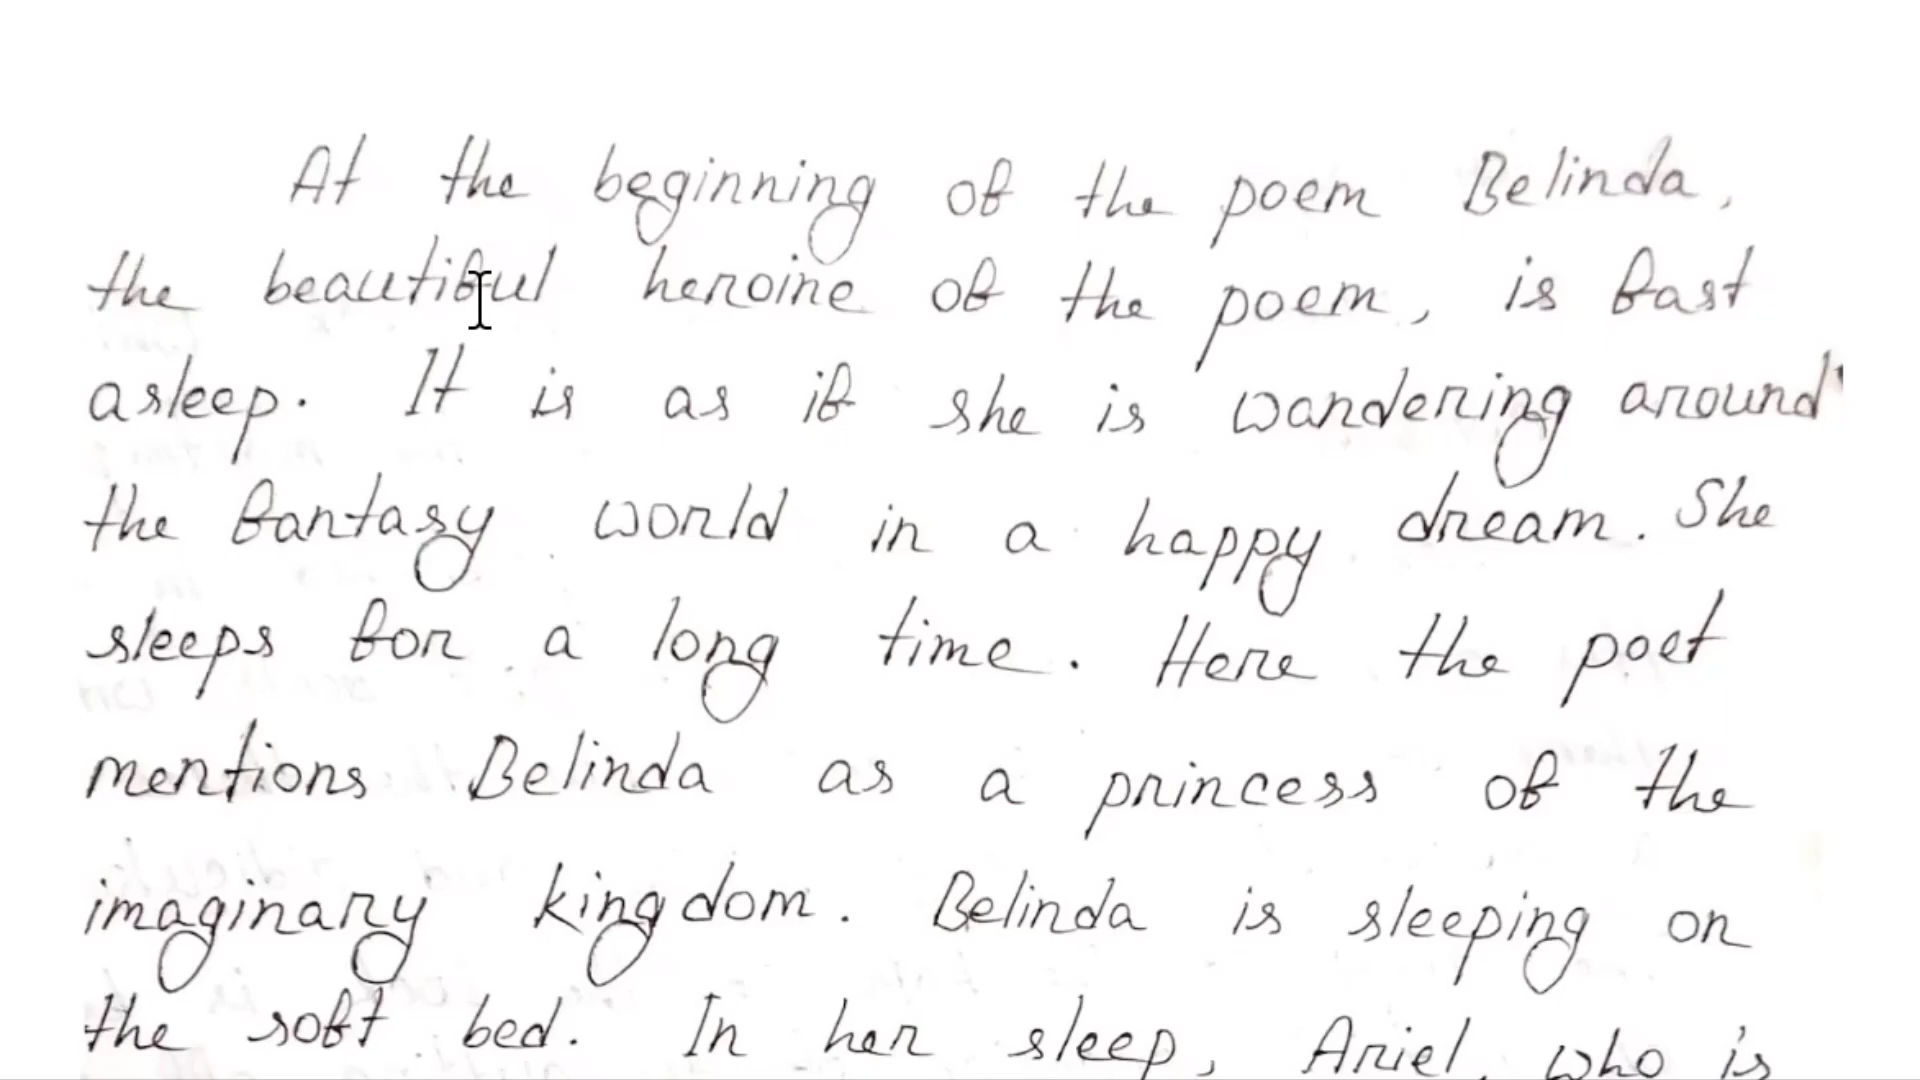 At the beginning of the poem Belinda,
the beautiful heroine of the poem, is fast
asleep. It is as if she is wandering around
the fantasy world in a happy dream. She
sleeps for a long time. Here the poet
mentions Belinda as a princess of the
imaginary kingdom. Belinda is sleeping on
the soft bed. In her sleep, Ariel, who is